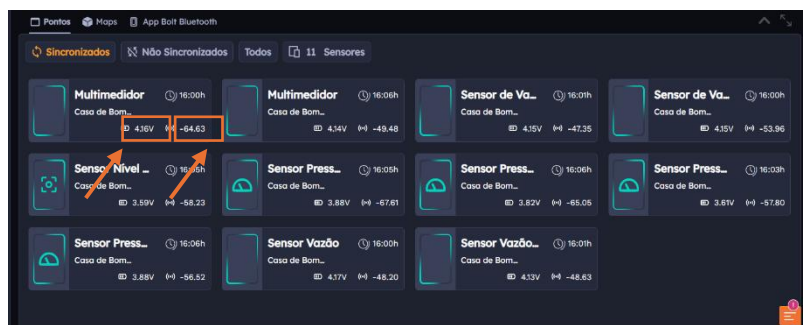 Pontos Maps App Bolt Bluetooth
Sincronizados Não Sincronizados Todos 11 Sensores
Multimedidor 16:00h
Casa de Bom...
4.16V -64.63
Multimedidor 16:06h
Casa de Bom...
4.14V -49.48
Sensor de Va... 16:01h
Casa de Bom...
4.15V -47.35
Sensor de Va... 16:00h
Casa de Bom...
4.15V -53.96
Sensor Nível ... 16:05h
Casa de Bom...
3.59V -58.23
Sensor Press... 16:05h
Casa de Bom...
3.88V -67.61
Sensor Press... 16:06h
Casa de Bom...
3.82V -65.05
Sensor Press... 16:03h
Casa de Bom...
3.61V -57.80
Sensor Press... 16:06h
Casa de Bom...
3.88V -56.52
Sensor Vazão 16:00h
Casa de Bom...
4.17V -48.20
Sensor Vazão... 16:01h
Casa de Bom...
4.13V -48.63